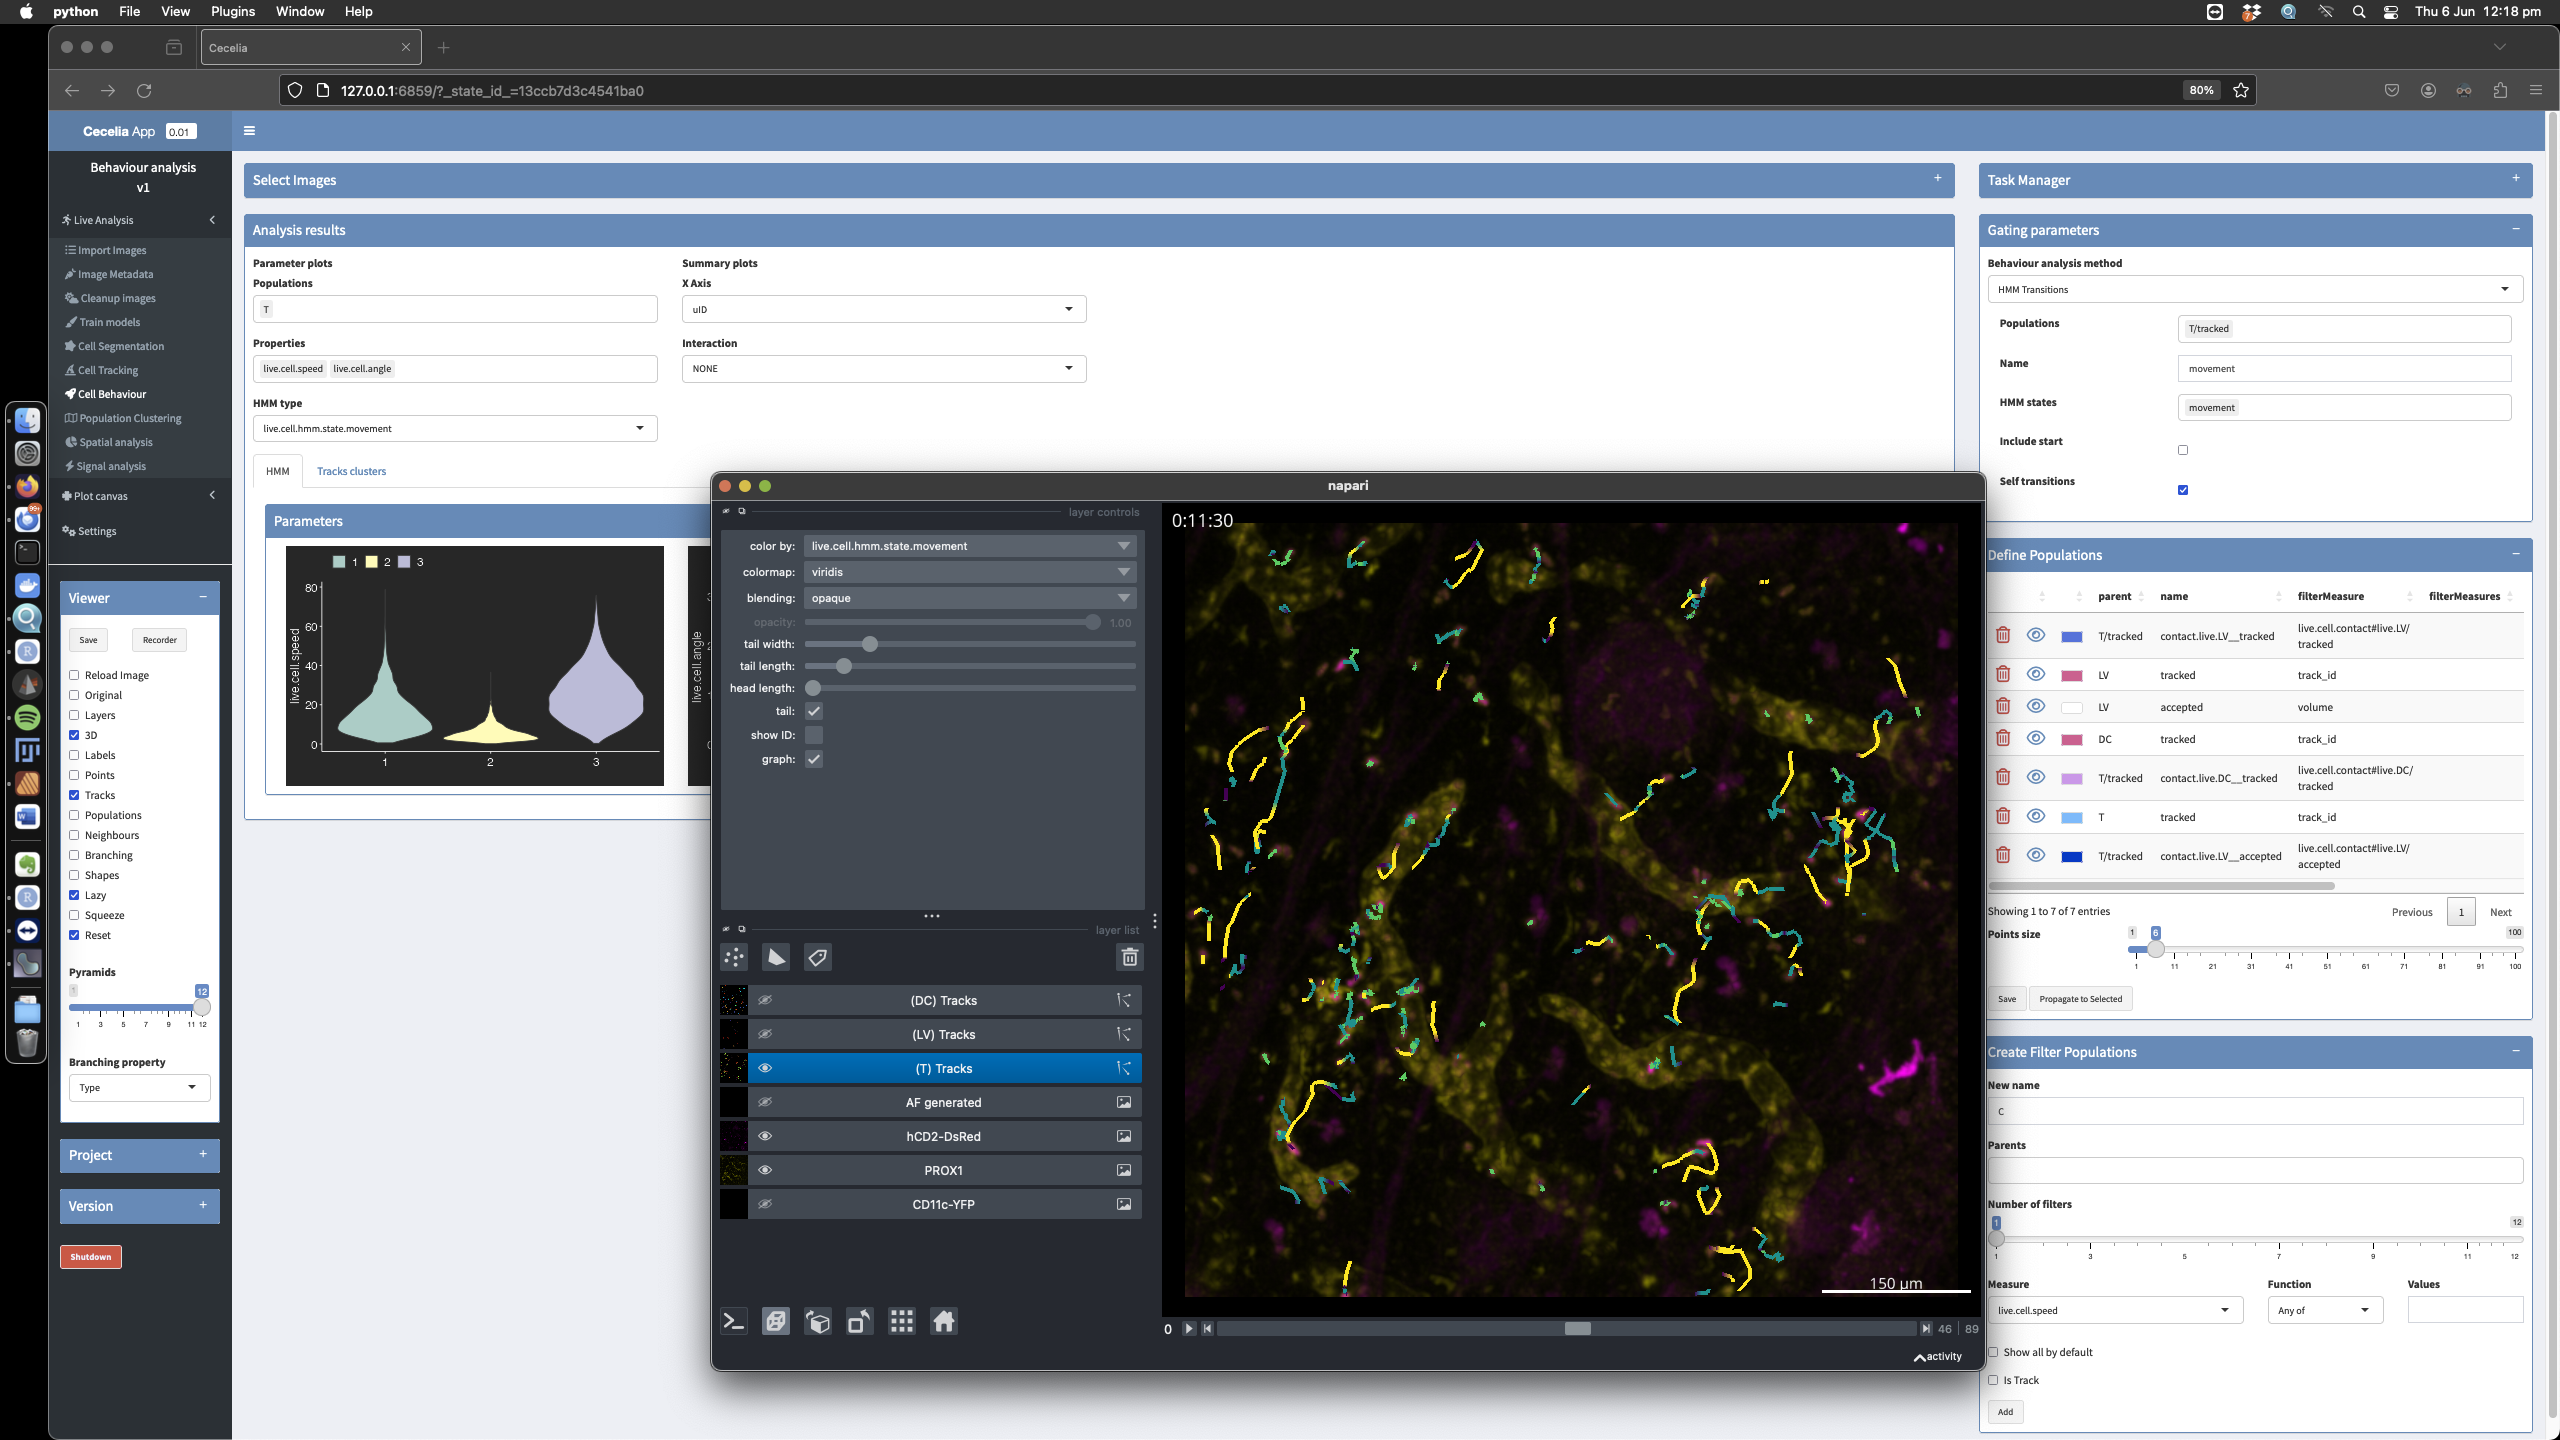 python File View Plugins Window Help
Thu 6 Jun 12:18 pm
Cecelia
127.0.0.1:6859/?_state_id_=13ccb7d3c4541ba0
80%
Cecelia App 0.01
Behaviour analysis
v1
Live Analysis
Import Images
Image Metadata
Cleanup images
Train models
Cell Segmentation
Cell Tracking
Cell Behaviour
Population Clustering
Spatial analysis
Signal analysis
Plot canvas
Settings
Viewer
Save Recorder
Reload Image
Original
Layers
3D
Labels
Points
Tracks
Populations
Neighbours
Branching
Shapes
Lazy
Squeeze
Reset
Pyramids
1 12
1 3 5 7 9 11 12
Branching property
Type
Project
Version
Shutdown
Select Images
Analysis results
Parameter plots
Populations
T
Properties
live.cell.speed live.cell.angle
HMM type
live.cell.hmm.state.movement
Summary plots
X Axis
uID
Interaction
NONE
HMM Tracks clusters
Parameters
1 2 3
live.cell.speed
80
60
40
20
0
1 2 3
live.cell.angle
napari
layer controls
color by: live.cell.hmm.state.movement
colormap: viridis
blending: opaque
opacity: 1.00
tail width:
tail length:
head length:
tail:
show ID:
graph:
layer list
(DC) Tracks
(LV) Tracks
(T) Tracks
AF generated
hCD2-DsRed
PROX1
CD11c-YFP
0:11:30
150 µm
0 46 89
activity
Task Manager
Gating parameters
Behaviour analysis method
HMM Transitions
Populations T/tracked
Name movement
HMM states movement
Include start
Self transitions
Define Populations
parent name filterMeasure filterMeasures
T/tracked contact.live.LV__tracked live.cell.contact#live.LV/
tracked
LV tracked track_id
LV accepted volume
DC tracked track_id
T/tracked contact.live.DC__tracked live.cell.contact#live.DC/
tracked
T tracked track_id
T/tracked contact.live.LV__accepted live.cell.contact#live.LV/
accepted
Showing 1 to 7 of 7 entries
Previous 1 Next
Points size
1 6 100
1 11 21 31 41 51 61 71 81 91 100
Save Propagate to Selected
Create Filter Populations
New name
C
Parents
Number of filters
1 12
1 3 5 7 9 11 12
Measure Function Values
live.cell.speed Any of
Show all by default
Is Track
Add